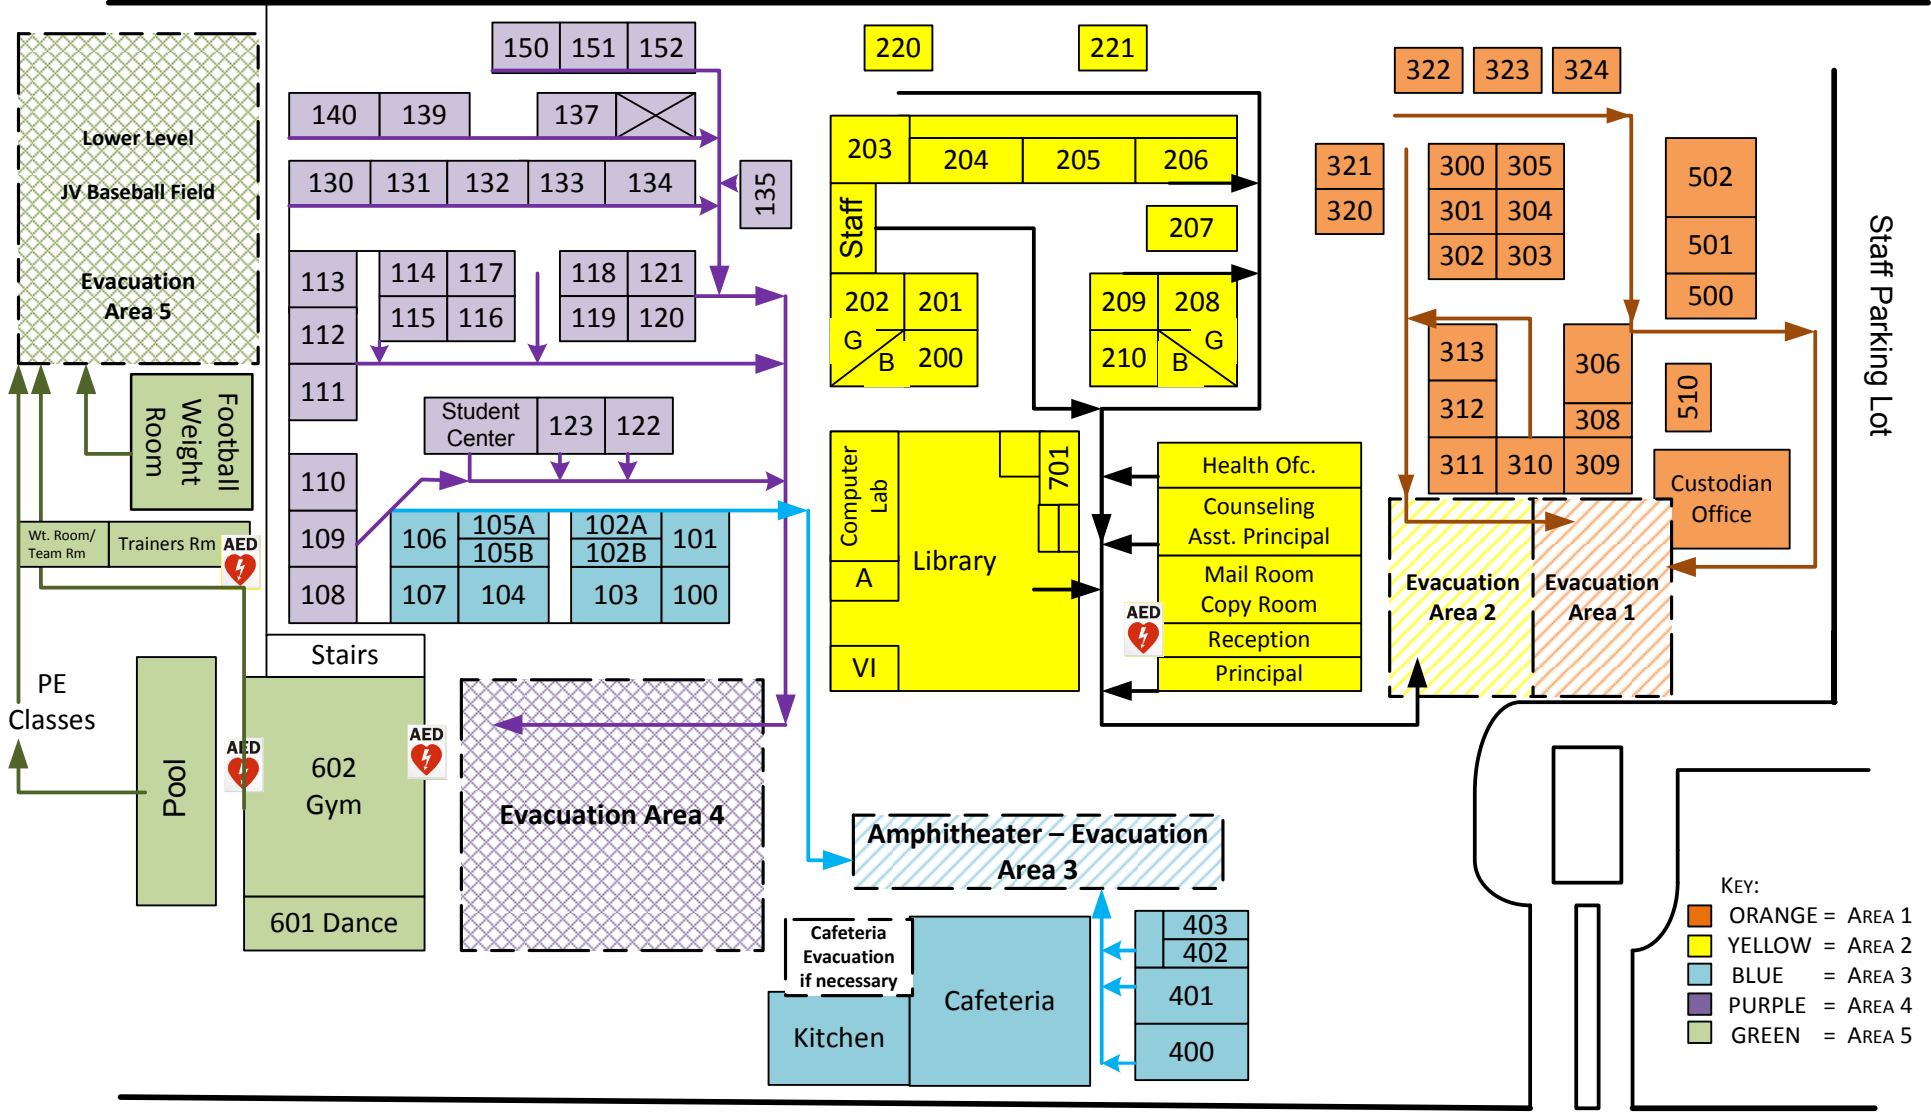 150 151 152
220
221
322 323 324
Lower Level
JV Baseball Field
Evacuation
Area 5
140 139 137
130 131 132 133 134
135
203 204 205 206
Staff
207
321
320
300 305
301 304
302 303
502
501
500
Staff Parking Lot
113
112
111
114 117
115 116
118 121
119 120
202 201
G
B 200
209 208
G
210 B
313
312
311 310 309
306
308
510
Football
Weight
Room
Student
Center
123 122
110
109
108
Wt. Room/
Team Rm
Trainers Rm
AED
106 105A
105B
107 104
102A 101
102B
103 100
Computer
Lab
A
VI
Library
701
Health Ofc.
Counseling
Asst. Principal
Mail Room
Copy Room
Reception
Principal
AED
Custodian
Office
Evacuation
Area 2
Evacuation
Area 1
Stairs
PE
Classes
Pool
AED
602
Gym
AED
601 Dance
Evacuation Area 4
Amphitheater – Evacuation
Area 3
Cafeteria
Evacuation
if necessary
Kitchen
Cafeteria
403
402
401
400
KEY:
ORANGE = AREA 1
YELLOW = AREA 2
BLUE = AREA 3
PURPLE = AREA 4
GREEN = AREA 5